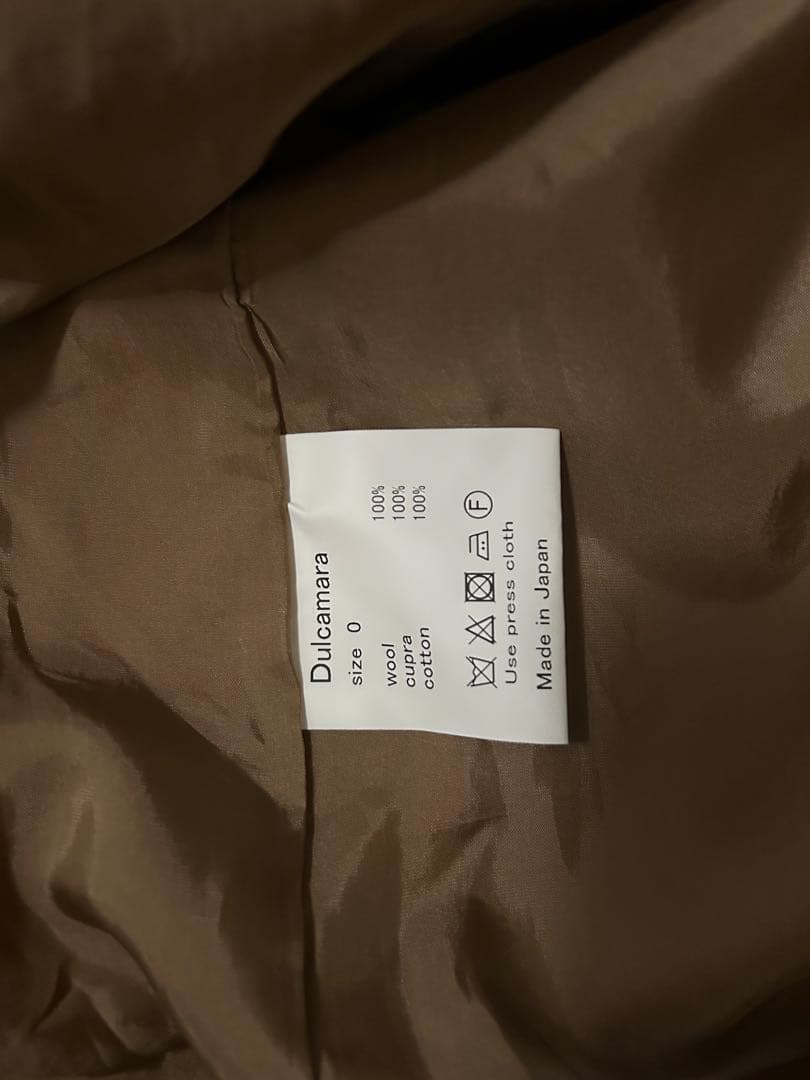 Dulcamara
size 0
wool 100%
cupra 100%
cotton 100%
F
Use press cloth
Made in Japan